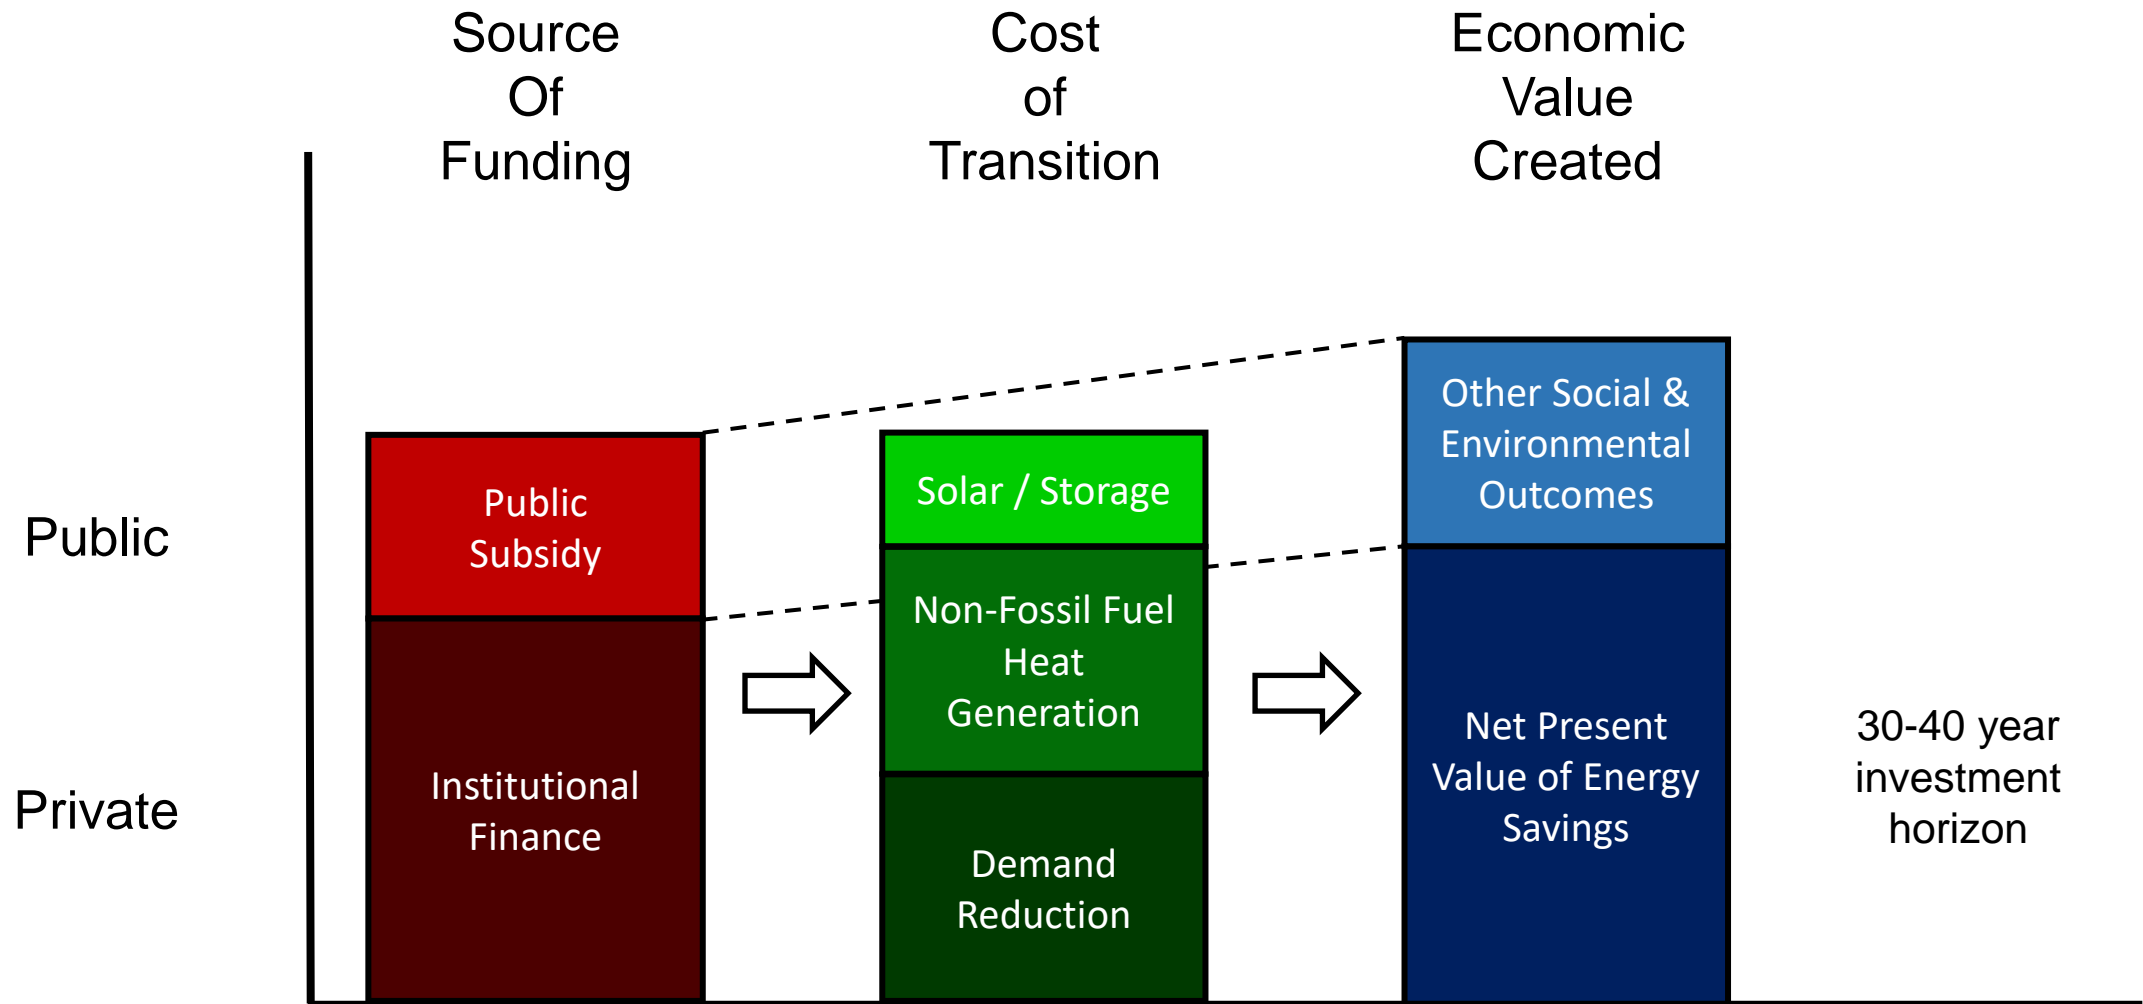 Source
Of
Funding
Cost
of
Transition
Economic
Value
Created
Public
Private
Public
Subsidy
Institutional
Finance
Solar / Storage
Non-Fossil Fuel
Heat
Generation
Demand
Reduction
Other Social &
Environmental
Outcomes
Net Present
Value of Energy
Savings
30-40 year
investment
horizon